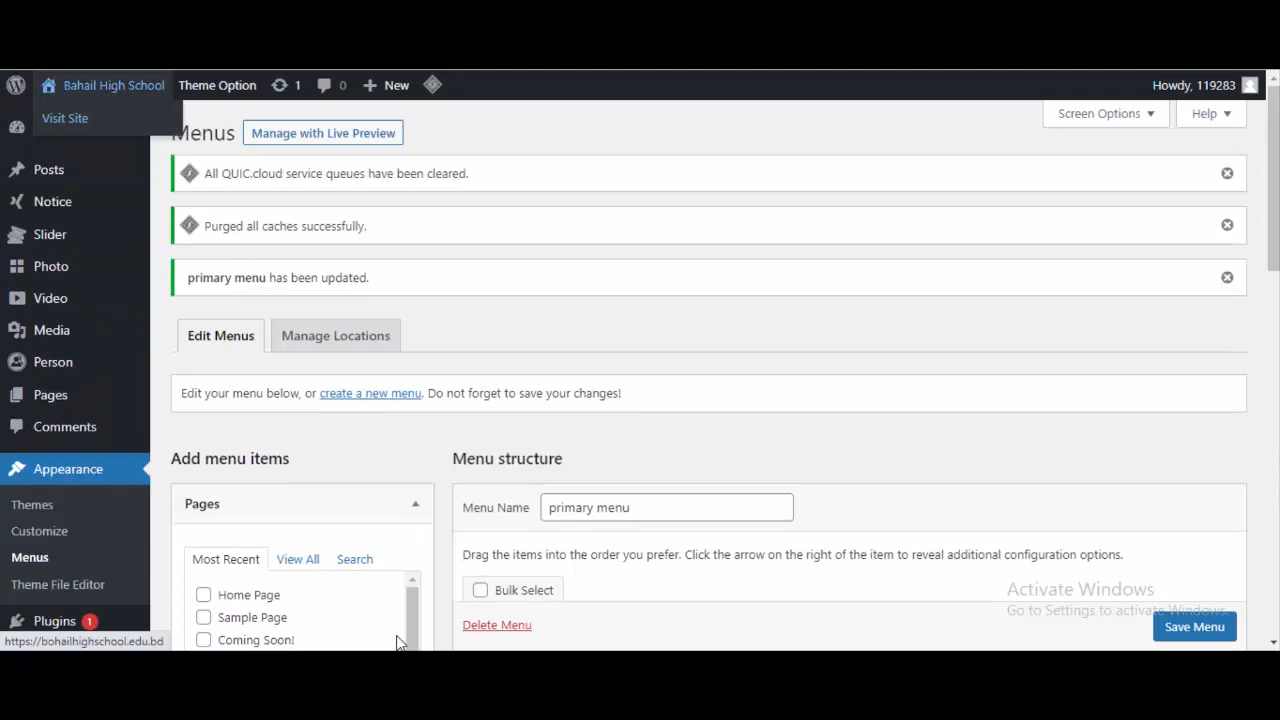 Bahail High School Theme Option 1 0 New Howdy, 119283
Visit Site
Screen Options Help
Menus Manage with Live Preview
All QUIC.cloud service queues have been cleared.
Purged all caches successfully.
primary menu has been updated.
Posts
Notice
Slider
Photo
Video
Media
Person
Pages
Comments
Appearance
Themes
Customize
Menus
Theme File Editor
Plugins 1
https://bohailhighschool.edu.bd
Edit Menus Manage Locations
Edit your menu below, or create a new menu. Do not forget to save your changes!
Add menu items
Pages
Most Recent View All Search
Home Page
Sample Page
Coming Soon!
Menu structure
Menu Name primary menu
Drag the items into the order you prefer. Click the arrow on the right of the item to reveal additional configuration options.
Bulk Select
Delete Menu
Save Menu
Activate Windows
Go to Settings to activate Windows.